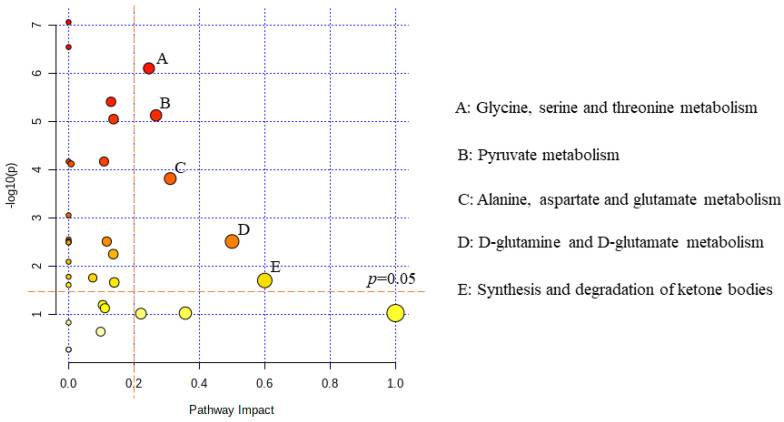 7
6
5
4
3
2
1
-log10(p)
A
B
C
D
E
p=0.05
0.0 0.2 0.4 0.6 0.8 1.0
Pathway Impact
A: Glycine, serine and threonine metabolism
B: Pyruvate metabolism
C: Alanine, aspartate and glutamate metabolism
D: D-glutamine and D-glutamate metabolism
E: Synthesis and degradation of ketone bodies